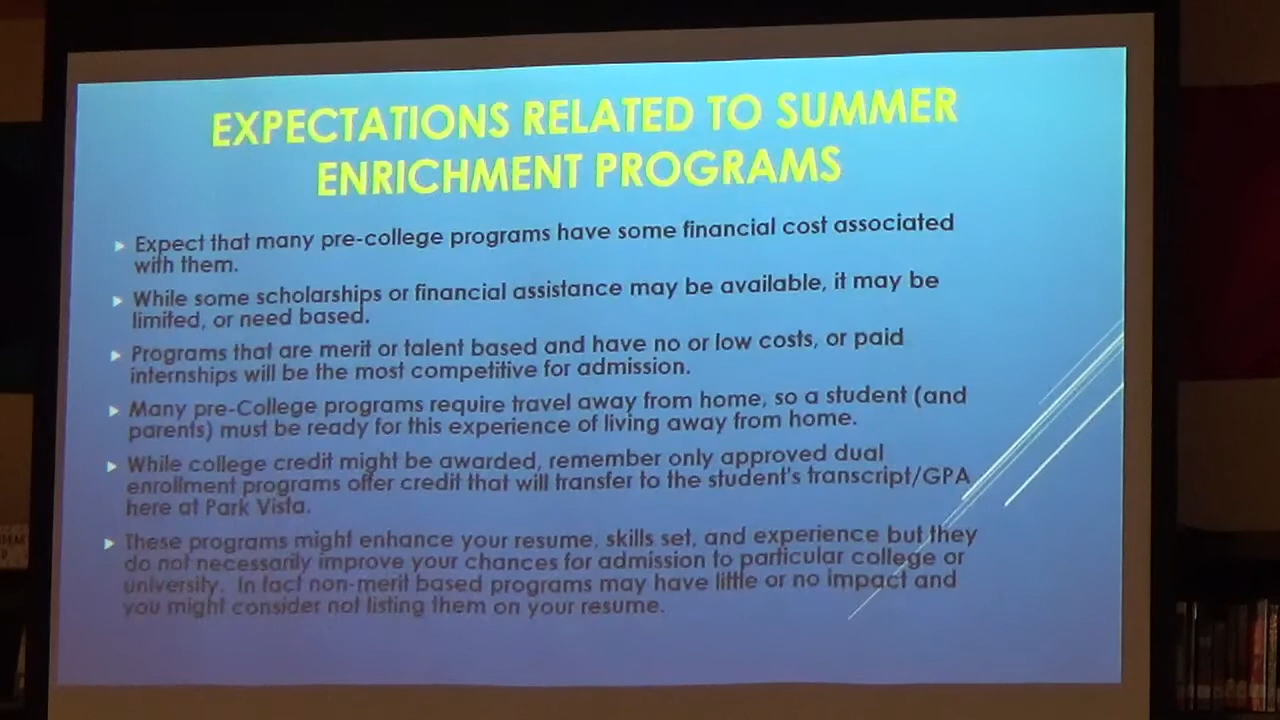 EXPECTATIONS RELATED TO SUMMER
ENRICHMENT PROGRAMS
Expect that many pre-college programs have some financial cost associated
with them.
While some scholarships or financial assistance may be available, it may be
limited, or need based.
Programs that are merit or talent based and have no or low costs, or paid
internships will be the most competitive for admission.
Many pre-College programs require travel away from home, so a student (and
parents) must be ready for this experience of living away from home.
While college credit might be awarded, remember only approved dual
enrollment programs offer credit that will transfer to the student's transcript/GPA
here at Park Vista.
These programs might enhance your resume, skills set, and experience but they
do not necessarily improve your chances for admission to particular college or
university. In fact non-merit based programs may have little or no impact and
you might consider not listing them on your resume.